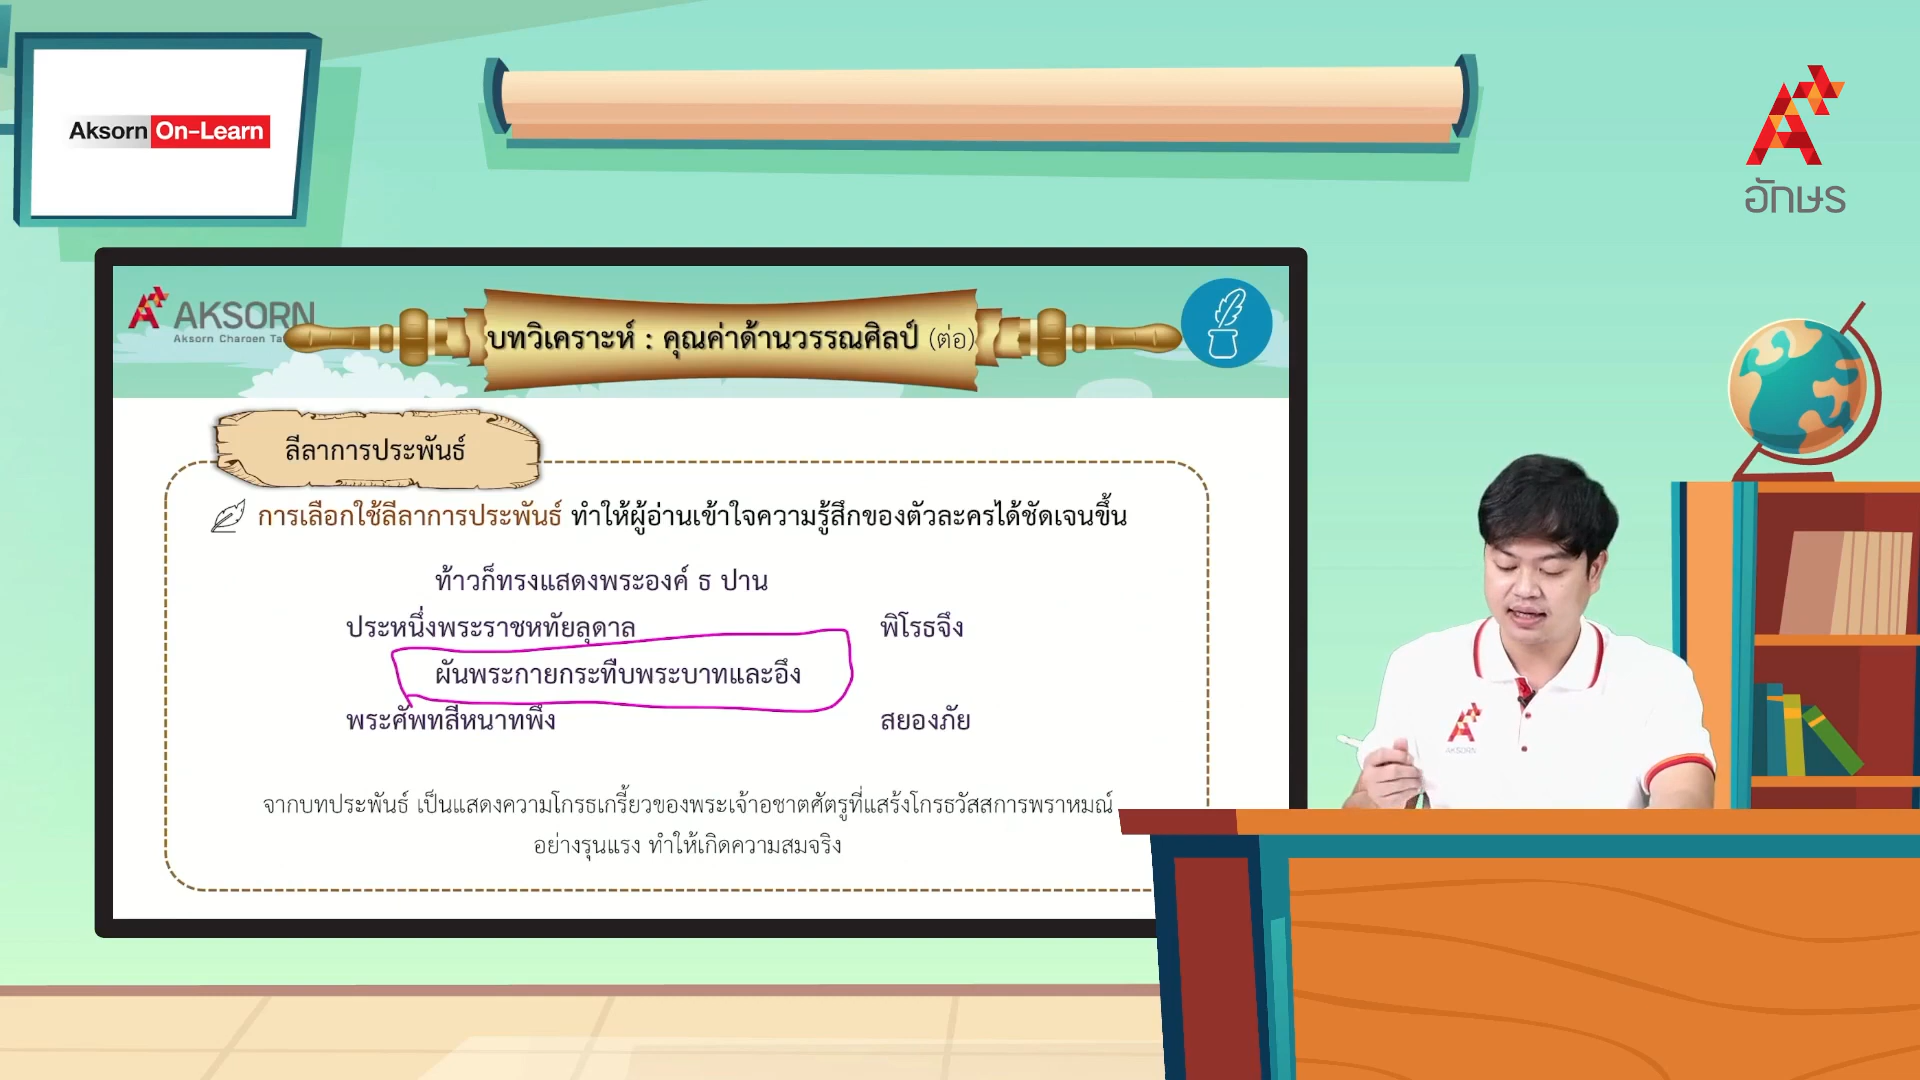 Aksorn On-Learn
อักษร
AKSORN
บทวิเคราะห์ : คุณค่าด้านวรรณศิลป์ (ต่อ)
ลีลาการประพันธ์
การเลือกใช้ลีลาการประพันธ์ ทำให้ผู้อ่านเข้าใจความรู้สึกของตัวละครได้ชัดเจนขึ้น
ท้าวก็ทรงแสดงพระองค์ ธ ปาน
ประหนึ่งพระราชหทัยลุดาล พิโรธจึง
ผันพระกายกระทืบพระบาทและอึง
พระศัพทสีหนาทพึง สยองภัย
จากบทประพันธ์ เป็นแสดงความโกรธเกรี้ยวของพระเจ้าอชาตศัตรูที่แสร้งโกรธวัสสการพราหมณ์
อย่างรุนแรง ทำให้เกิดความสมจริง
AKSORN